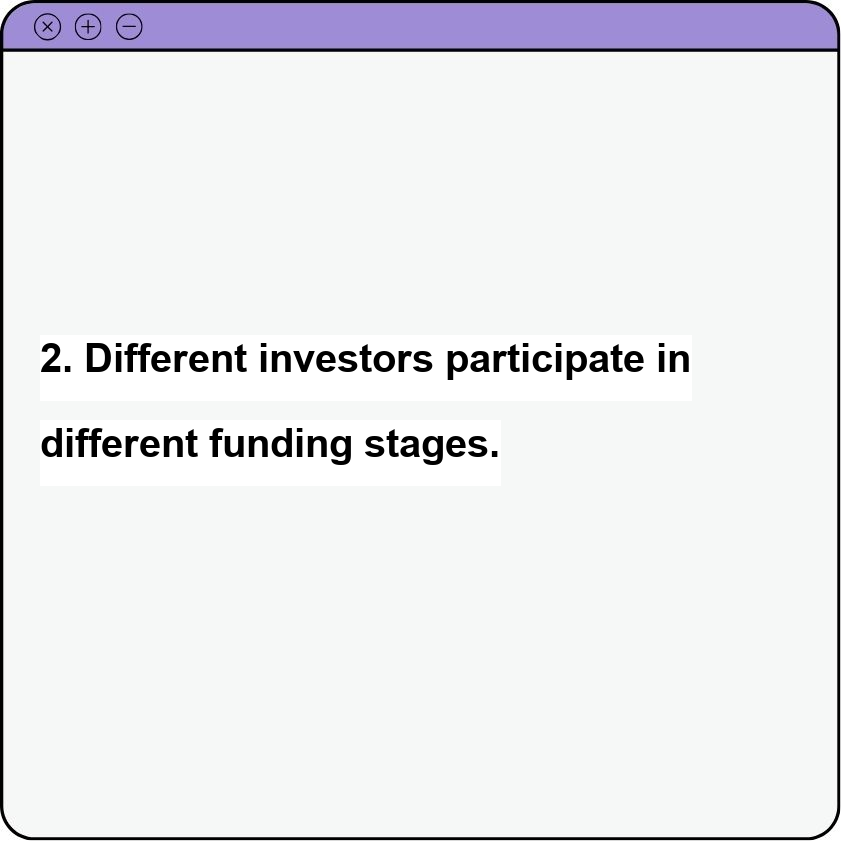 2. Different investors participate in
different funding stages.